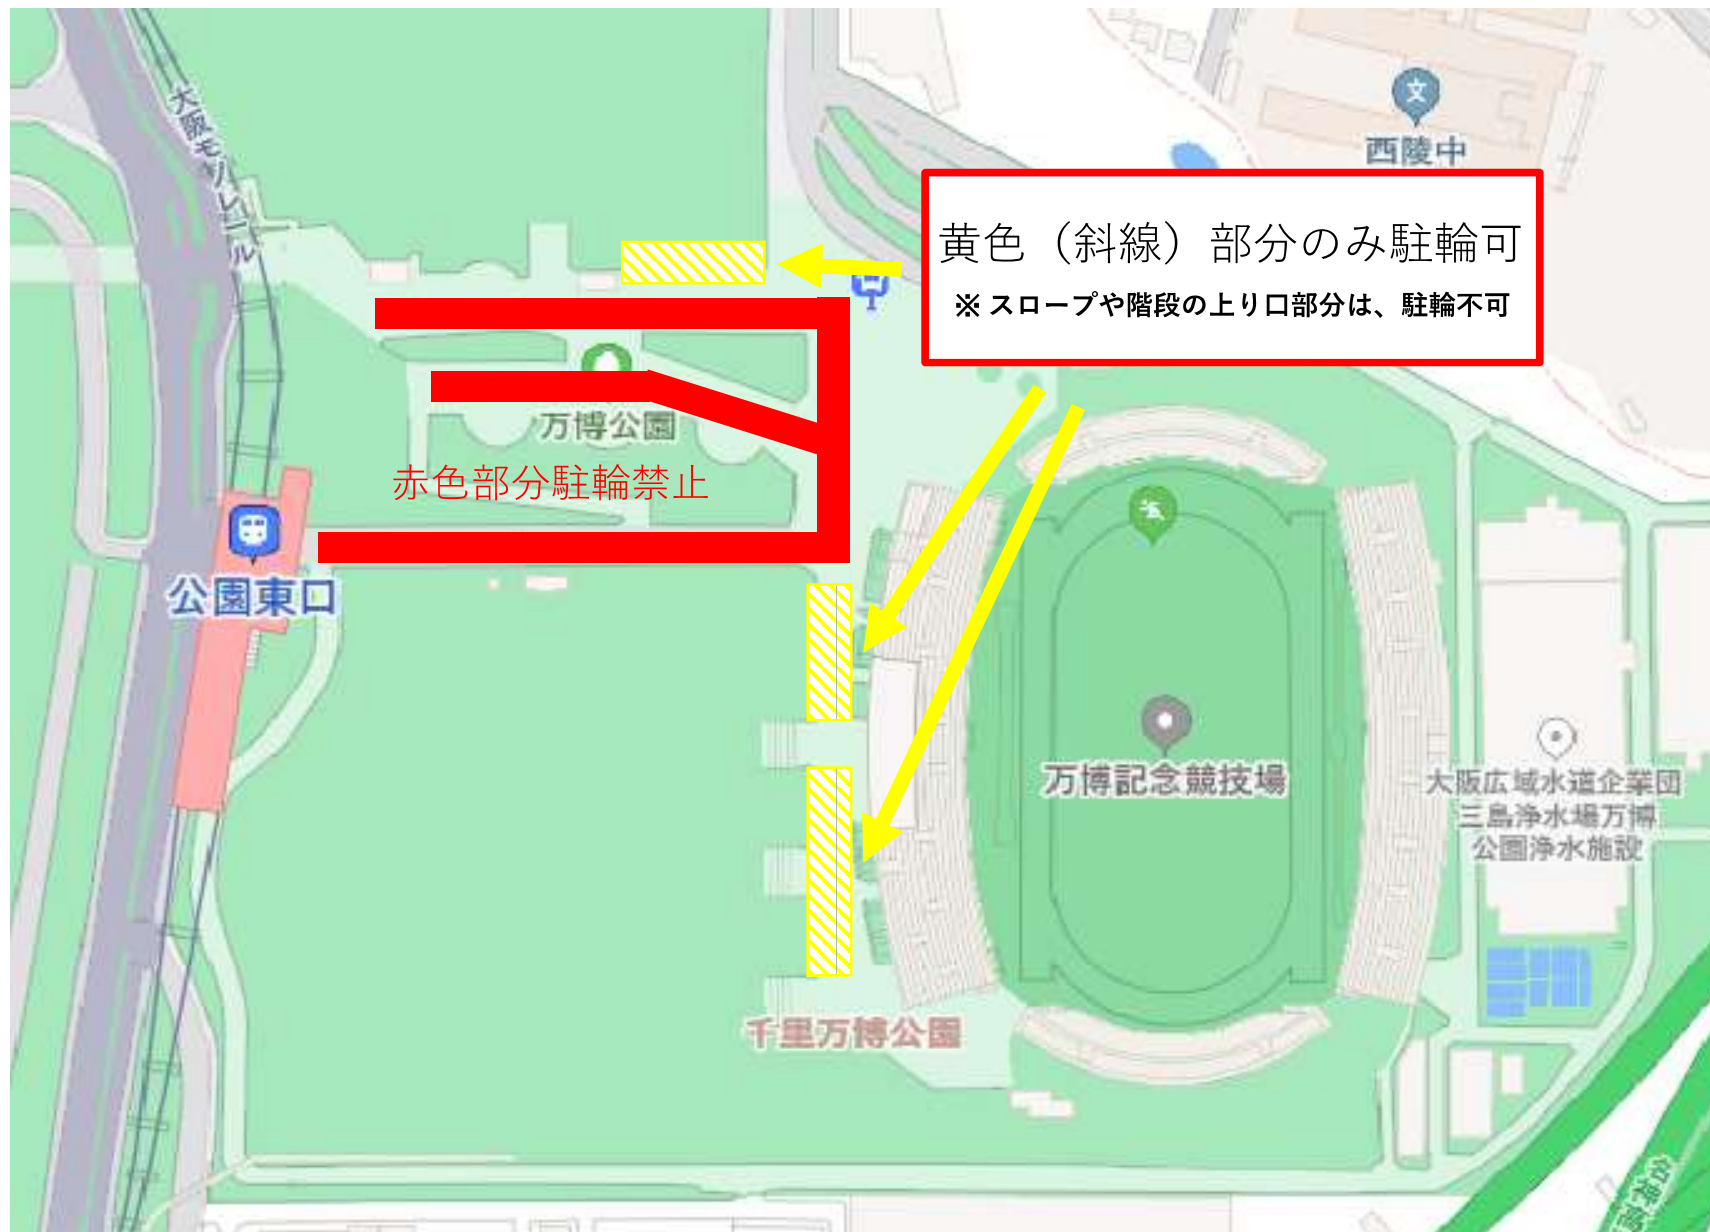 大阪モノレール
文
西陵中
黄色（斜線）部分のみ駐輪可
※ スロープや階段の上り口部分は、駐輪不可
万博公園
赤色部分駐輪禁止
公園東口
万博記念競技場
大阪広域水道企業団
三島浄水場万博
公園浄水施設
千里万博公園